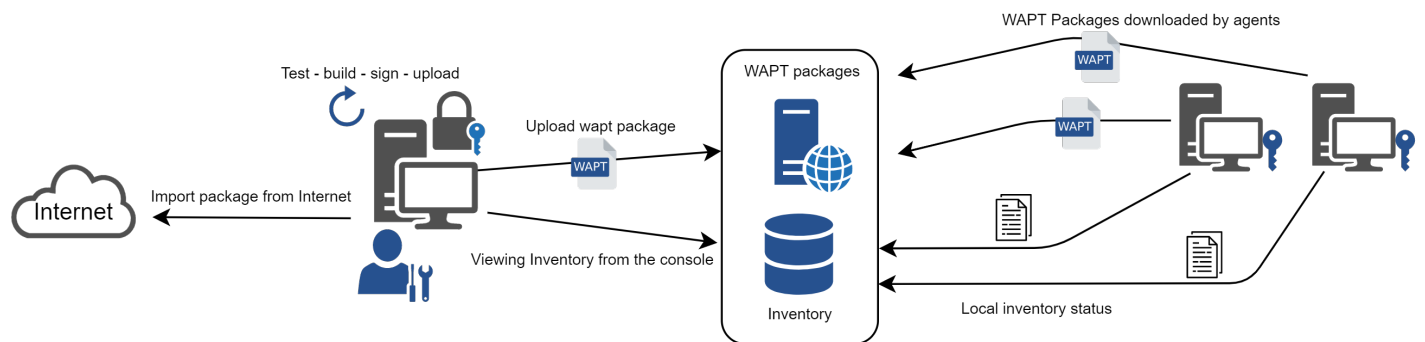 WAPT Packages downloaded by agents
WAPT
Test - build - sign - upload
WAPT packages
Upload wapt package
WAPT
WAPT
Import package from Internet
Internet
Viewing Inventory from the console
Local inventory status
Inventory